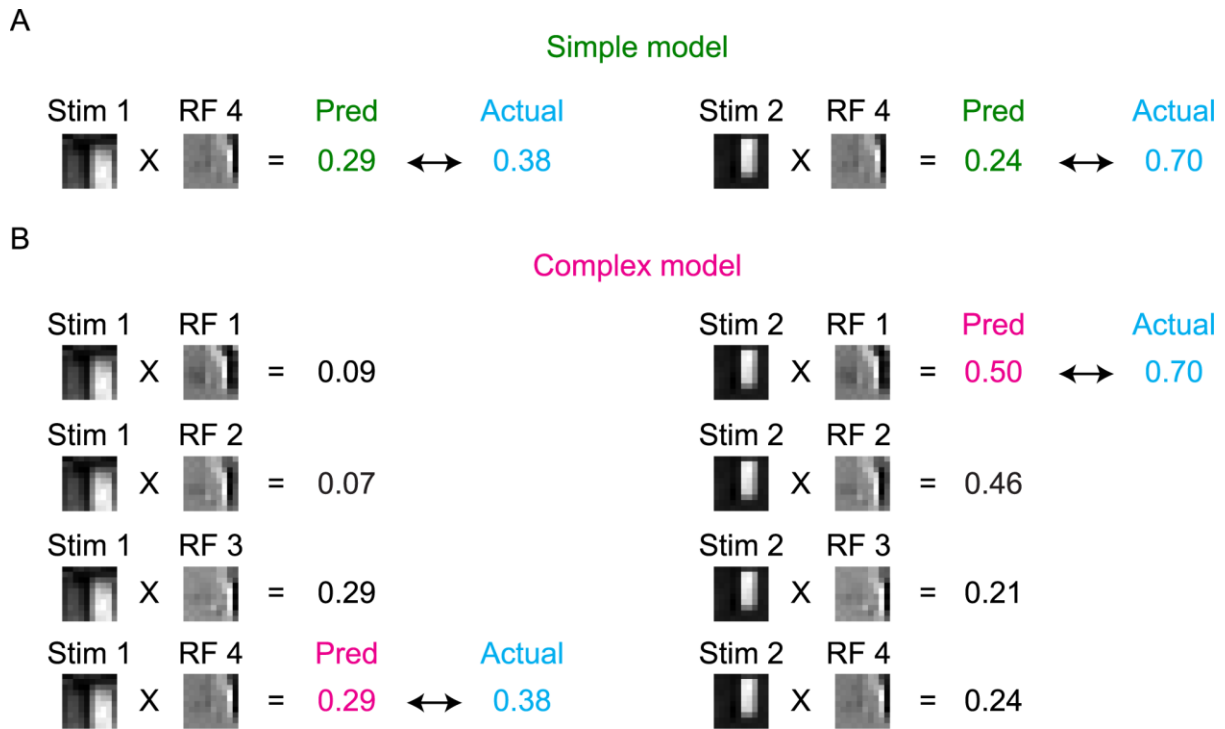 A
Simple model
Stim 1 RF 4 Pred Actual Stim 2 RF 4 Pred Actual
X = 0.29 ↔ 0.38 X = 0.24 ↔ 0.70
B
Complex model
Stim 1 RF 1 Stim 2 RF 1 Pred Actual
X = 0.09 X = 0.50 ↔ 0.70
Stim 1 RF 2 Stim 2 RF 2
X = 0.07 X = 0.46
Stim 1 RF 3 Stim 2 RF 3
X = 0.29 X = 0.21
Stim 1 RF 4 Pred Actual Stim 2 RF 4
X = 0.29 ↔ 0.38 X = 0.24